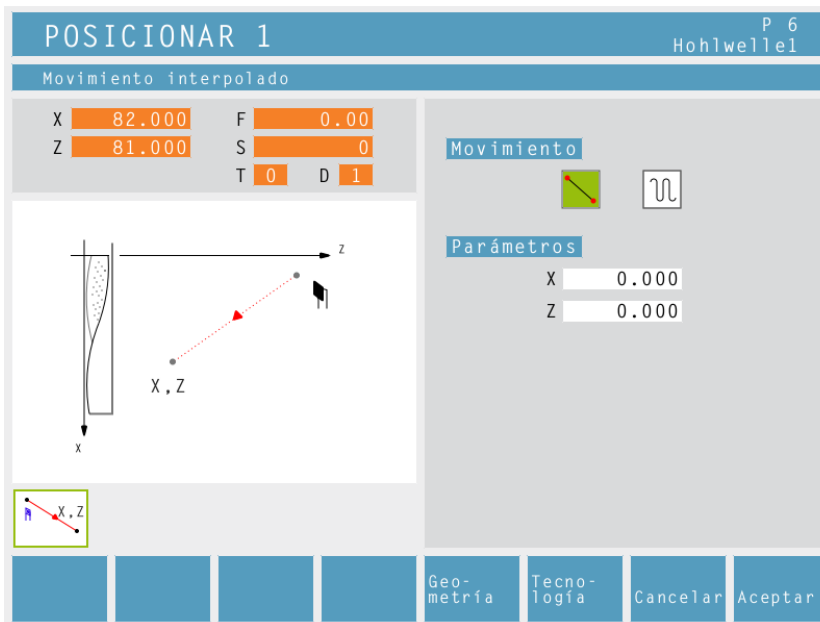 POSICIONAR 1
P 6
Hohlwelle1
Movimiento interpolado
X 82.000 F 0.00
Z 81.000 S 0
T 0 D 1
Movimiento
Parámetros
X 0.000
Z 0.000
Z
X,Z
X
X,Z
Geo-
metría
Tecno-
logía
Cancelar
Aceptar